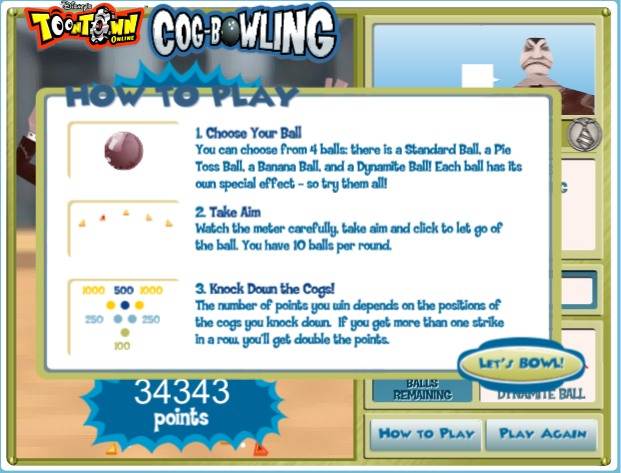 Disney's
TOONTOWN
ONLINE
COG-BOWLING
HOW TO PLAY
1. Choose Your Ball
You can choose from 4 balls: there is a Standard Ball, a Pie
Toss Ball, a Banana Ball, and a Dynamite Ball! Each ball has its
own special effect - so try them all!
2. Take Aim
Watch the meter carefully, take aim and click to let go of
the ball. You have 10 balls per round.
1000 500 1000
250 250
100
3. Knock Down the Cogs!
The number of points you win depends on the positions of
the cogs you knock down. If you get more than one strike
in a row, you'll get double the points.
LET'S BOWL!
34343
points
BALLS
REMAINING
DYNAMITE BALL
HOW TO PLAY
PLAY AGAIN